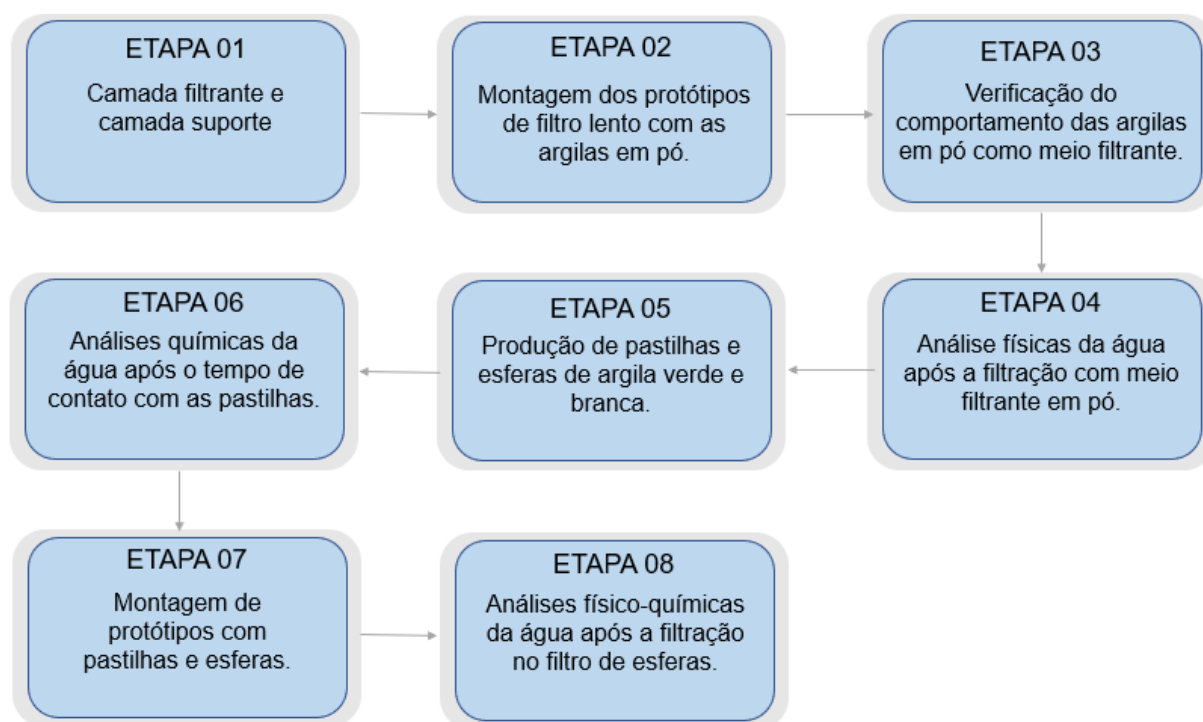 ETAPA 01
Camada filtrante e
camada suporte
ETAPA 02
Montagem dos protótipos
de filtro lento com as
argilas em pó.
ETAPA 03
Verificação do
comportamento das argilas
em pó como meio filtrante.
ETAPA 04
Análise físicas da água
após a filtração com meio
filtrante em pó.
ETAPA 05
Produção de pastilhas e
esferas de argila verde e
branca.
ETAPA 06
Análises químicas da
água após o tempo de
contato com as pastilhas.
ETAPA 07
Montagem de
protótipos com
pastilhas e esferas.
ETAPA 08
Análises físico-químicas
da água após a filtração
no filtro de esferas.